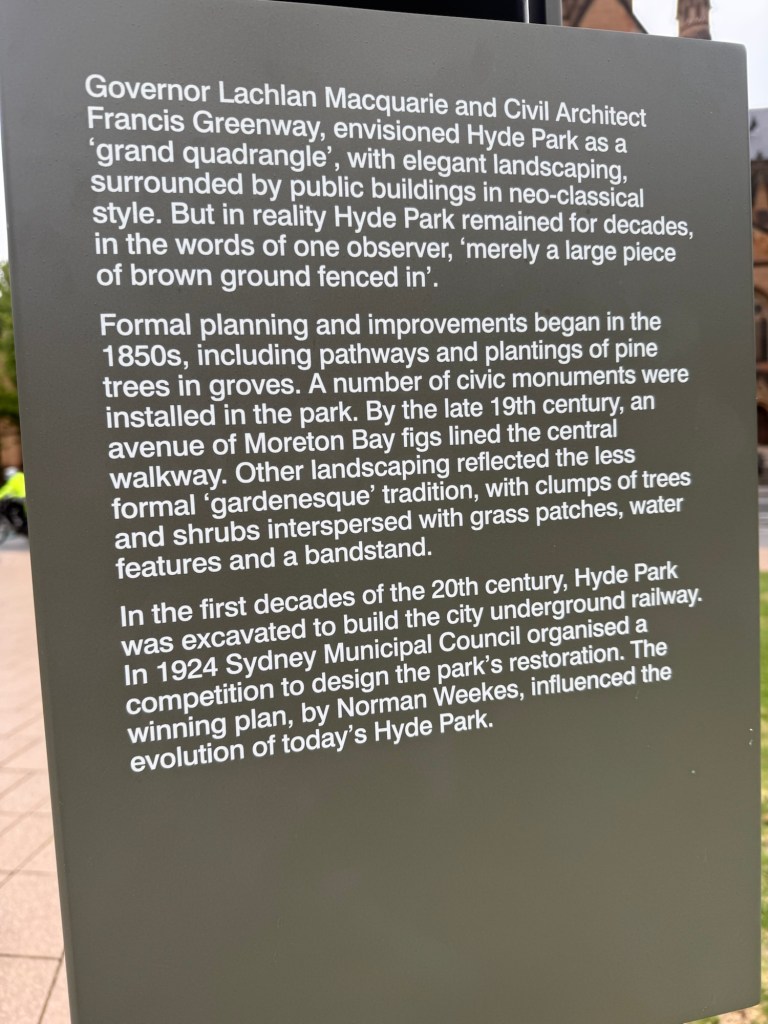 Governor Lachlan Macquarie and Civil Architect
Francis Greenway, envisioned Hyde Park as a
‘grand quadrangle’, with elegant landscaping,
surrounded by public buildings in neo-classical
style. But in reality Hyde Park remained for decades,
in the words of one observer, ‘merely a large piece
of brown ground fenced in’.
Formal planning and improvements began in the
1850s, including pathways and plantings of pine
trees in groves. A number of civic monuments were
installed in the park. By the late 19th century, an
avenue of Moreton Bay figs lined the central
walkway. Other landscaping reflected the less
formal ‘gardenesque’ tradition, with clumps of trees
and shrubs interspersed with grass patches, water
features and a bandstand.
In the first decades of the 20th century, Hyde Park
was excavated to build the city underground railway.
In 1924 Sydney Municipal Council organised a
competition to design the park’s restoration. The
winning plan, by Norman Weekes, influenced the
evolution of today’s Hyde Park.